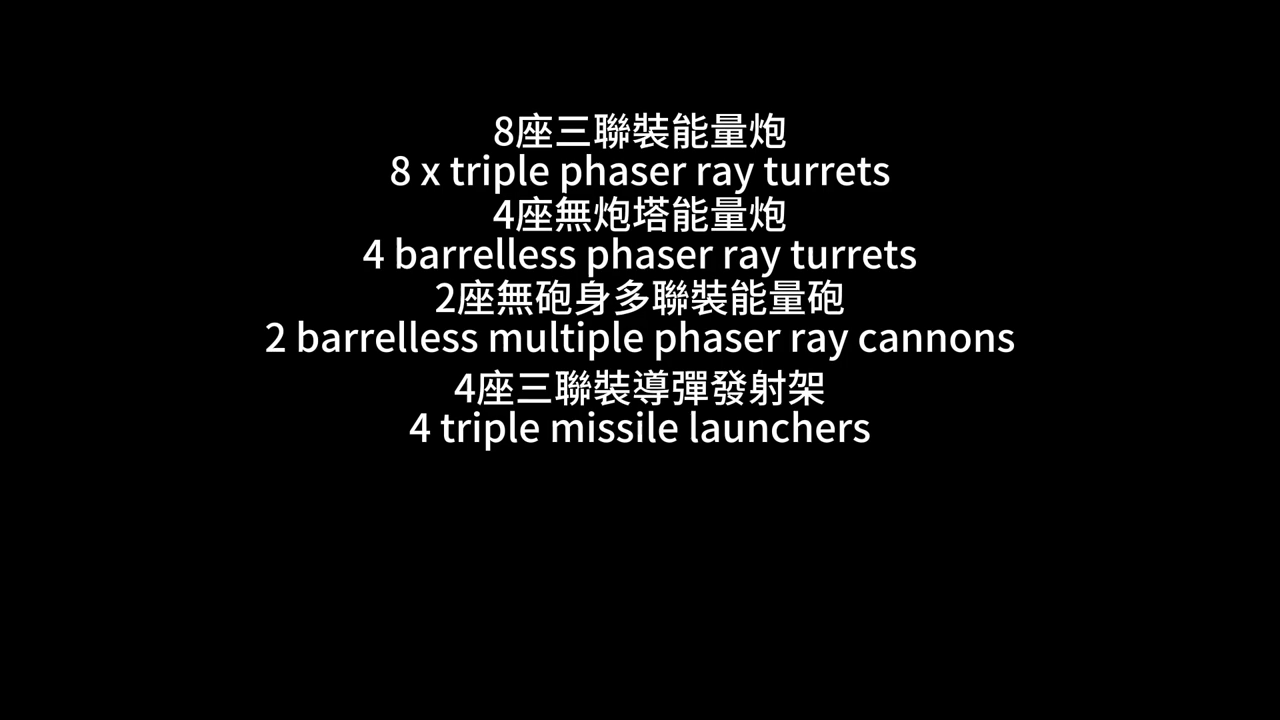 8座三聯裝能量炮
8 x triple phaser ray turrets
4座無炮塔能量炮
4 barrelless phaser ray turrets
2座無砲身多聯裝能量砲
2 barrelless multiple phaser ray cannons
4座三聯裝導彈發射架
4 triple missile launchers